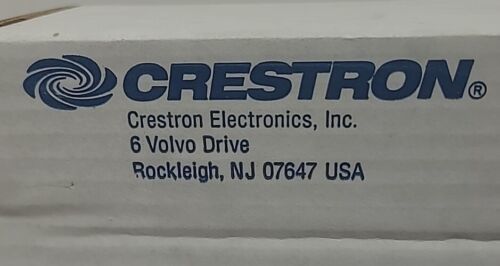 CRESTRON®
Crestron Electronics, Inc.
6 Volvo Drive
Rockleigh, NJ 07647 USA